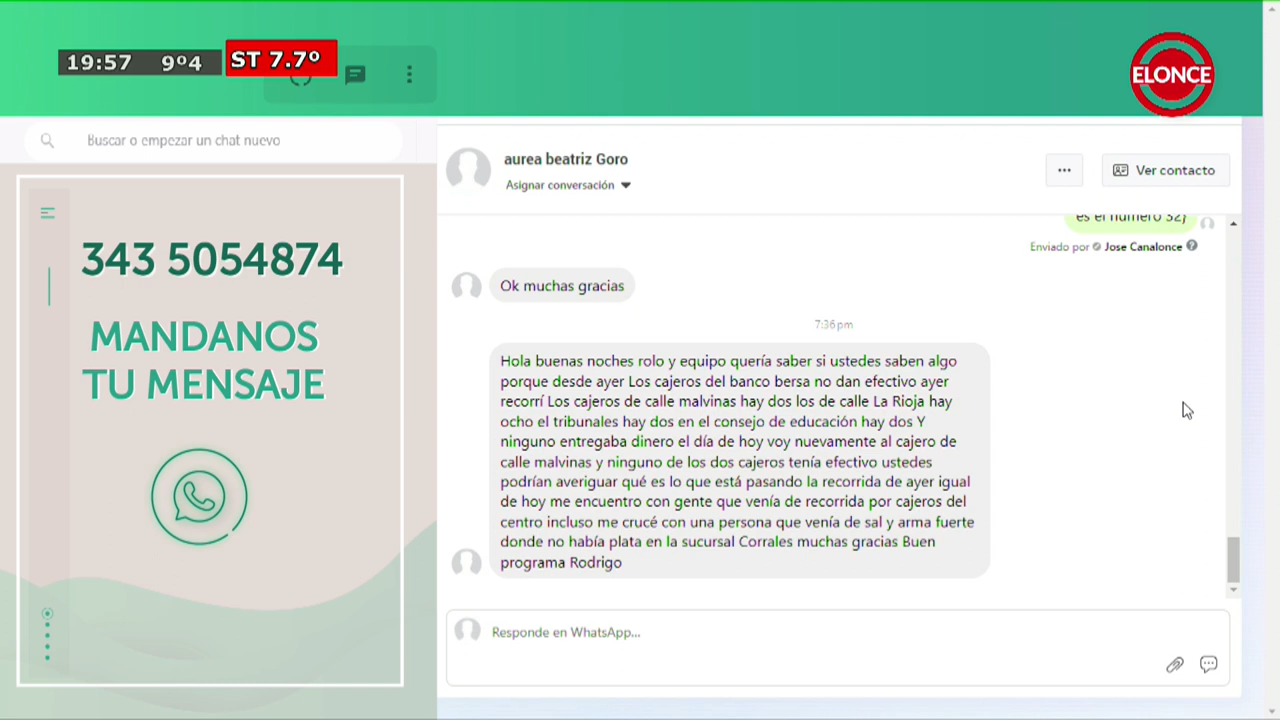 19:57 9º4 ST 7.7º
ELONCE
Buscar o empezar un chat nuevo
343 5054874
MANDANOS
TU MENSAJE
aurea beatriz Goro
Asignar conversación
Ver contacto
es el numero 32)
Enviado por Jose Canalonce
Ok muchas gracias
7:36pm
Hola buenas noches rolo y equipo quería saber si ustedes saben algo
porque desde ayer Los cajeros del banco bersa no dan efectivo ayer
recorrí Los cajeros de calle malvinas hay dos los de calle La Rioja hay
ocho el tribunales hay dos en el consejo de educación hay dos Y
ninguno entregaba dinero el día de hoy voy nuevamente al cajero de
calle malvinas y ninguno de los dos cajeros tenía efectivo ustedes
podrían averiguar qué es lo que está pasando la recorrida de ayer igual
de hoy me encuentro con gente que venía de recorrida por cajeros del
centro incluso me crucé con una persona que venía de sal y arma fuerte
donde no había plata en la sucursal Corrales muchas gracias Buen
programa Rodrigo
Responde en WhatsApp...